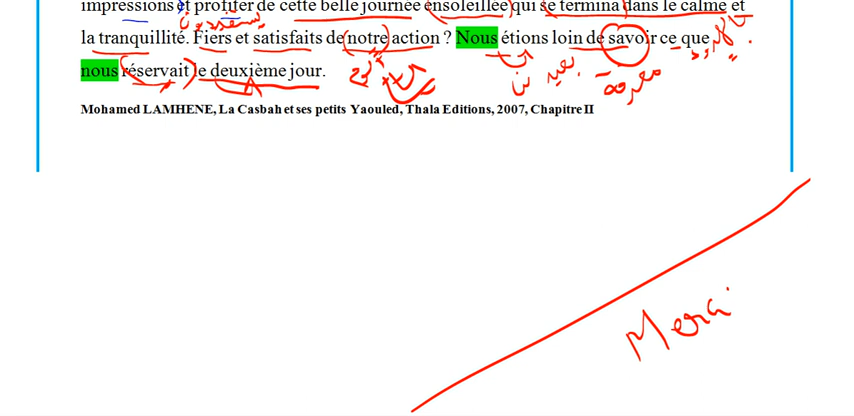 impressions et profiter de cette belle journée ensoleillée qui se termina dans le calme et
la tranquillité. Fiers et satisfaits de notre action ? Nous étions loin de savoir ce que
nous réservait le deuxième jour.
Mohamed LAMHENE, La Casbah et ses petits Yaouled, Thala Editions, 2007, Chapitre II
Merci